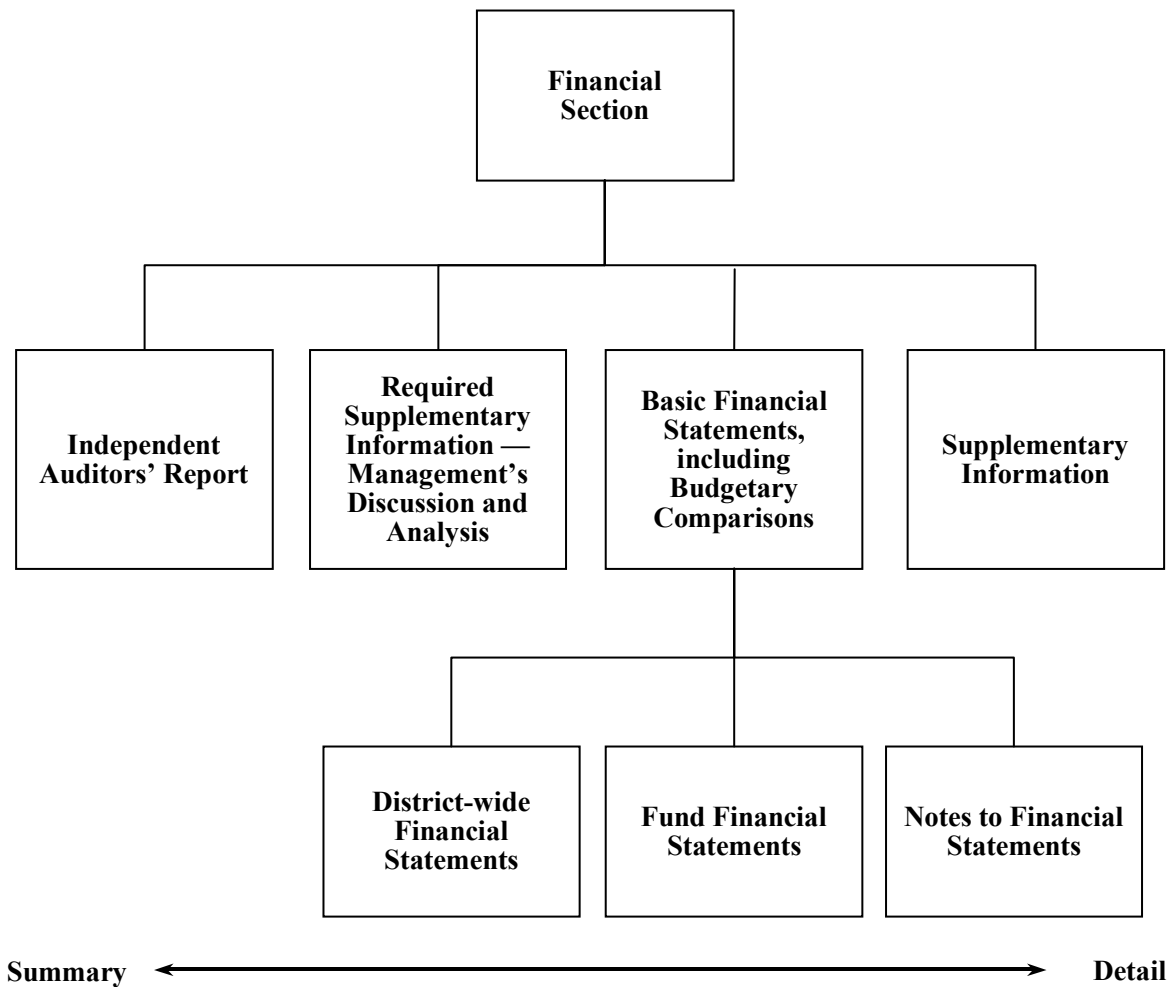 Financial
Section
Independent
Auditors’ Report
Required
Supplementary
Information —
Management’s
Discussion and
Analysis
Basic Financial
Statements,
including
Budgetary
Comparisons
Supplementary
Information
District-wide
Financial
Statements
Fund Financial
Statements
Notes to Financial
Statements
Summary
Detail